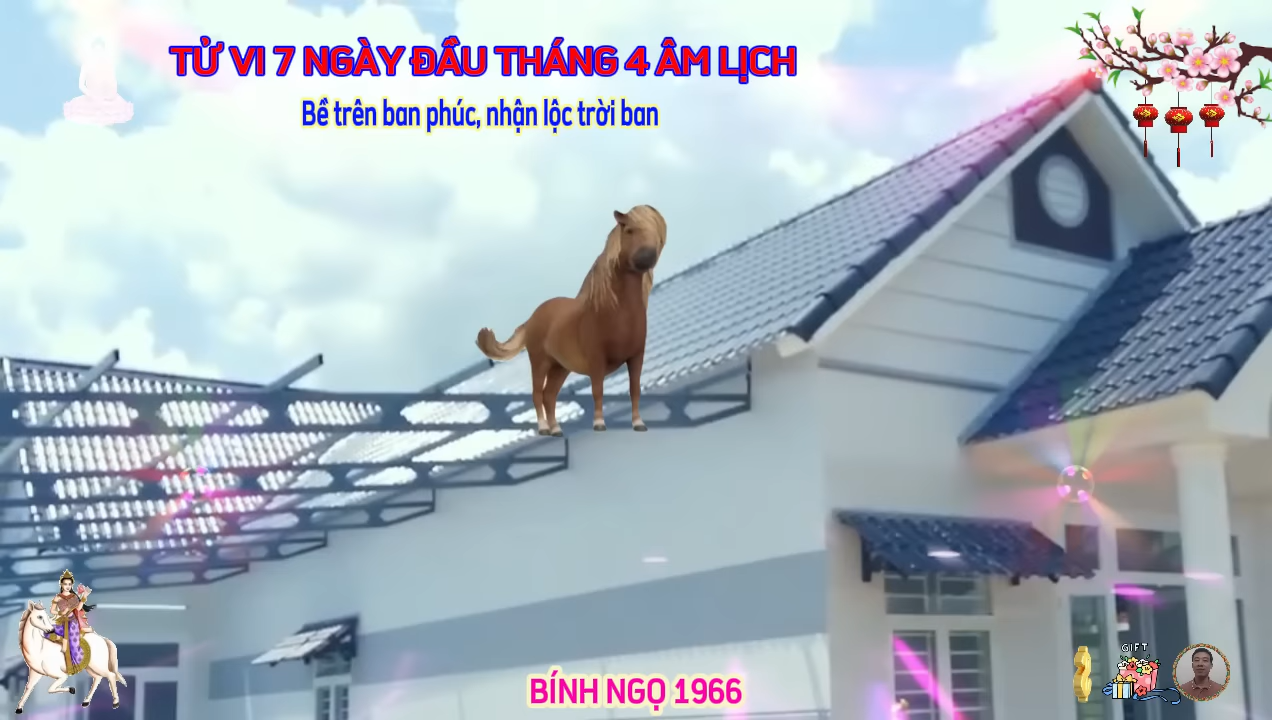 TỬ VI 7 NGÀY ĐẦU THÁNG 4 ÂM LỊCH
Bề trên ban phúc, nhận lộc trời ban
GIFT
BÍNH NGỌ 1966